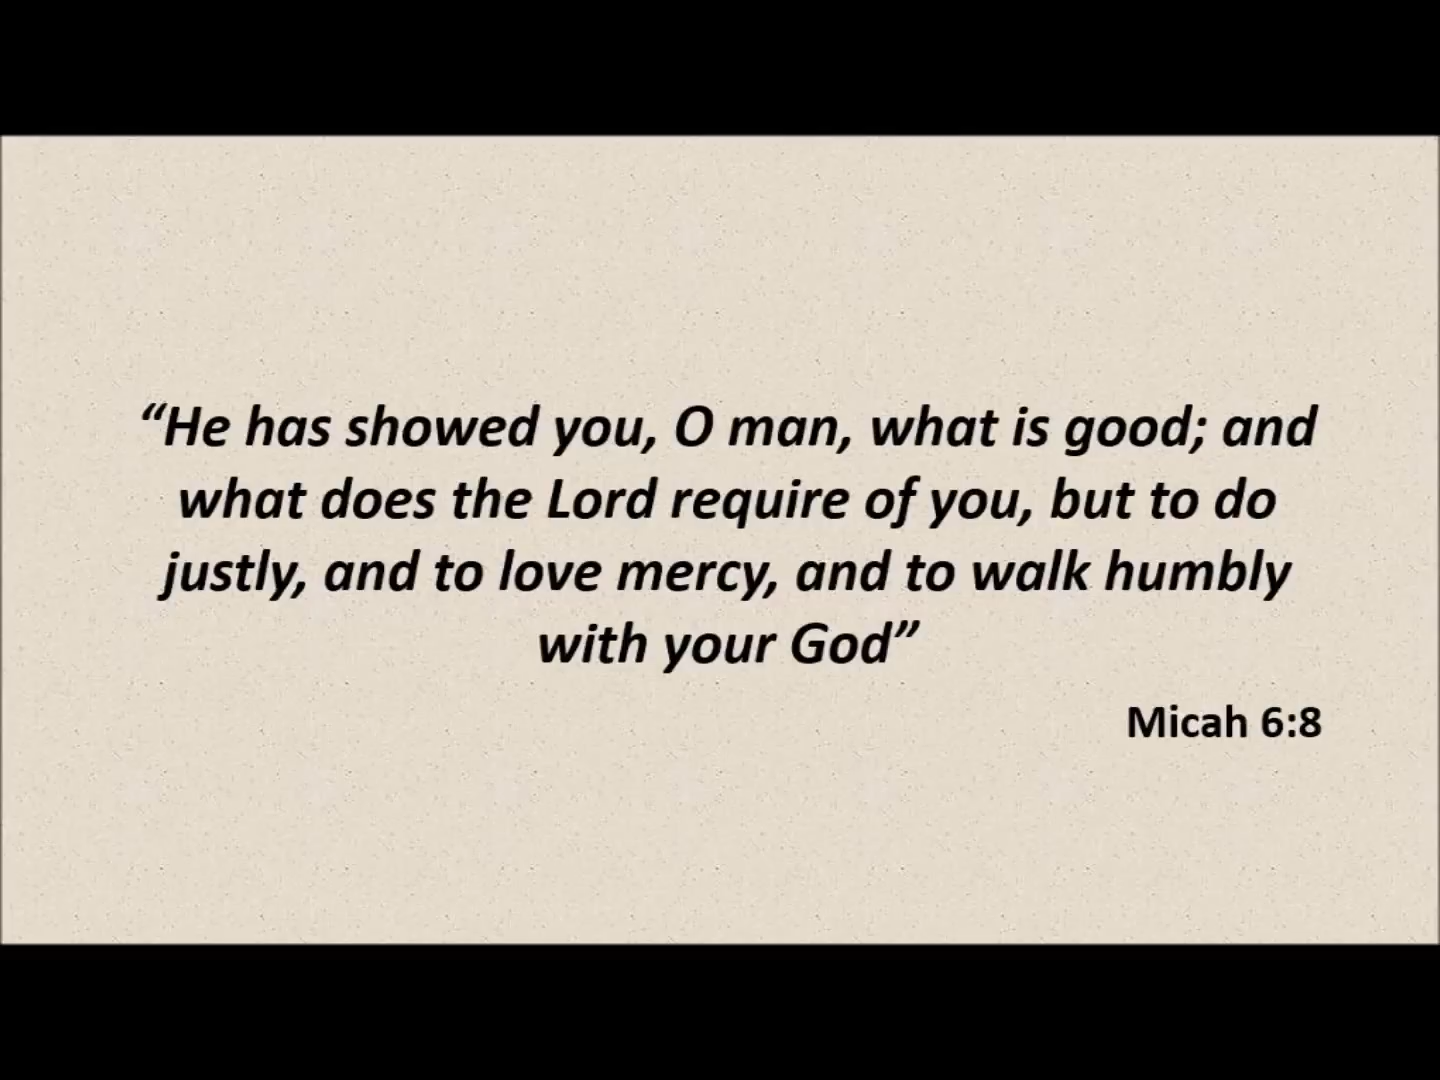 “He has showed you, O man, what is good; and
what does the Lord require of you, but to do
justly, and to love mercy, and to walk humbly
with your God”
Micah 6:8